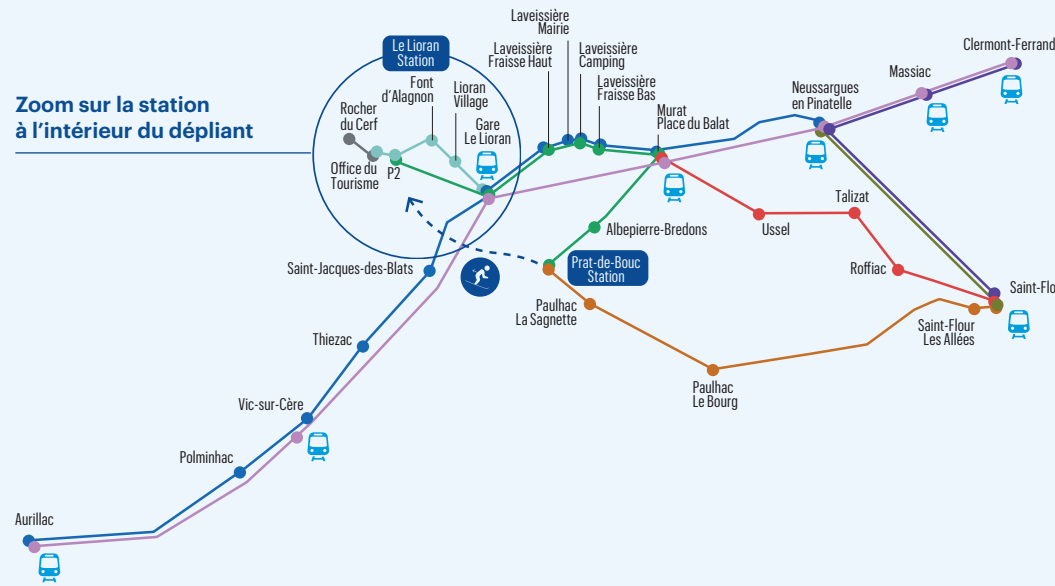 Zoom sur la station
à l'intérieur du dépliant
Le Lioran
Station
Rocher
du Cerf
Office du
Tourisme
P2
Font
d'Alagnon
Lioran
Village
Gare
Le Lioran
Laveissière
Fraisse Haut
Laveissière
Mairie
Laveissière
Camping
Laveissière
Fraisse Bas
Murat
Place du Balat
Neussargues
en Pinatelle
Massiac
Clermont-Ferrand
Albepierre-Bredons
Prat-de-Bouc
Station
Ussel
Talizat
Roffiac
Saint-Flo
Saint-Flour
Les Allées
Paulhac
La Sagnette
Paulhac
Le Bourg
Saint-Jacques-des-Blats
Thiezac
Vic-sur-Cère
Polminhac
Aurillac